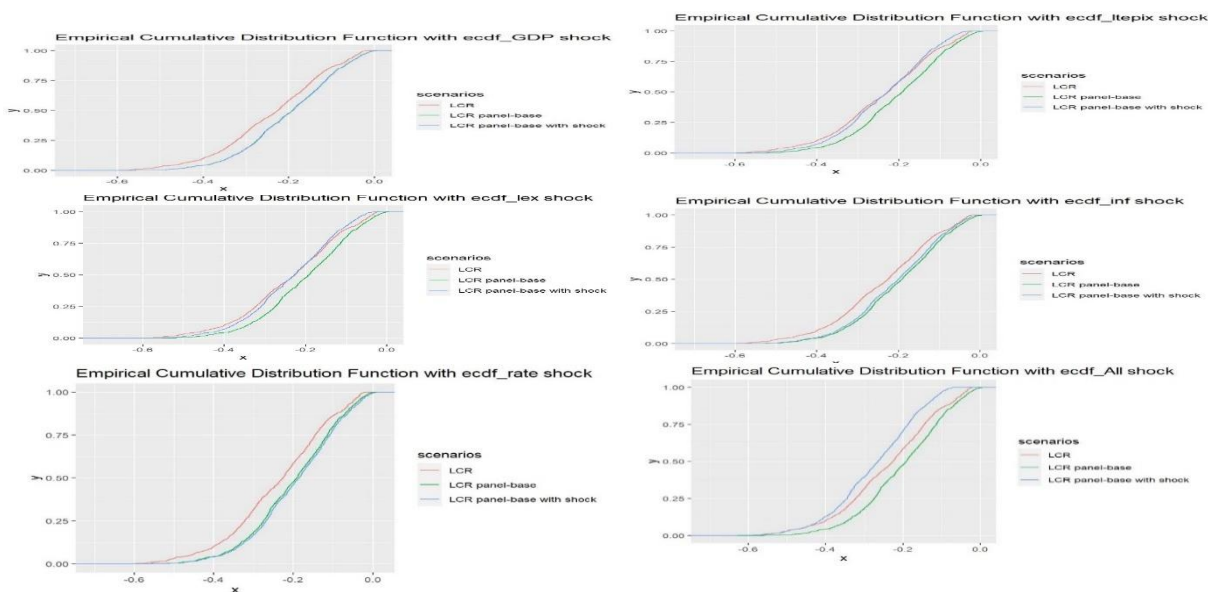 Empirical Cumulative Distribution Function with ecdf_GDP shock
1.00
0.75
0.50
0.25
0.00
y
-0.6
-0.4
-0.2
0.0
x
scenarios
LCR
LCR panel-base
LCR panel-base with shock
Empirical Cumulative Distribution Function with ecdf_ltepix shock
1.00
0.75
0.50
0.25
0.00
y
-0.6
-0.4
-0.2
0.0
x
scenarios
LCR
LCR panel-base
LCR panel-base with shock
Empirical Cumulative Distribution Function with ecdf_lex shock
1.00
0.75
0.50
0.25
0.00
y
-0.6
-0.4
-0.2
0.0
x
scenarios
LCR
LCR panel-base
LCR panel-base with shock
Empirical Cumulative Distribution Function with ecdf_inf shock
1.00
0.75
0.50
0.25
0.00
y
-0.6
-0.4
-0.2
0.0
scenarios
LCR
LCR panel-base
LCR panel-base with shock
Empirical Cumulative Distribution Function with ecdf_rate shock
1.00
0.75
0.50
0.25
0.00
y
-0.6
-0.4
-0.2
0.0
x
scenarios
LCR
LCR panel-base
LCR panel-base with shock
Empirical Cumulative Distribution Function with ecdf_All shock
1.00
0.75
0.50
0.25
0.00
y
-0.6
-0.4
-0.2
0.0
x
scenarios
LCR
LCR panel-base
LCR panel-base with shock